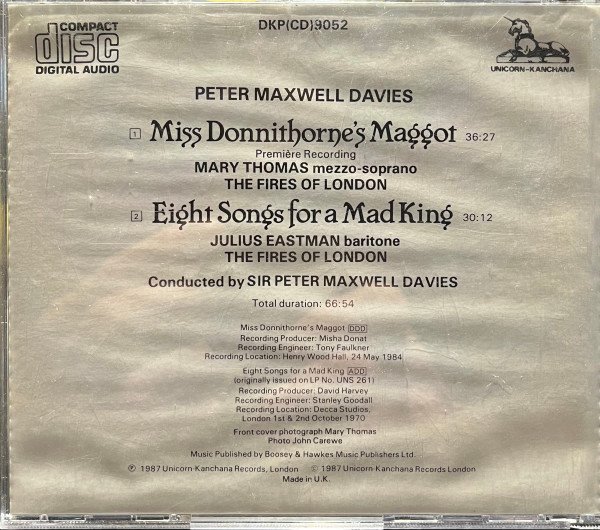 COMPACT
disc
DIGITAL AUDIO
DKP(CD)9052
UNICORN-KANCHANA
PETER MAXWELL DAVIES
1 Miss Donnithorne's Maggot 36:27
Première Recording
MARY THOMAS mezzo-soprano
THE FIRES OF LONDON
2 Eight Songs for a Mad King 30:12
JULIUS EASTMAN baritone
THE FIRES OF LONDON
Conducted by SIR PETER MAXWELL DAVIES
Total duration: 66:54
Miss Donnithorne's Maggot DDD
Recording Producer: Misha Donat
Recording Engineer: Tony Faulkner
Recording Location: Henry Wood Hall, 24 May 1984
Eight Songs for a Mad King ADD
(originally issued on LP No. UNS 261)
Recording Producer: David Harvey
Recording Engineer: Stanley Goodall
Recording Location: Decca Studios,
London 1st & 2nd October 1970
Front cover photograph Mary Thomas
Photo John Carewe
Music Published by Boosey & Hawkes Music Publishers Ltd.
℗ 1987 Unicorn-Kanchana Records, London © 1987 Unicorn-Kanchana Records London
Made in U.K.